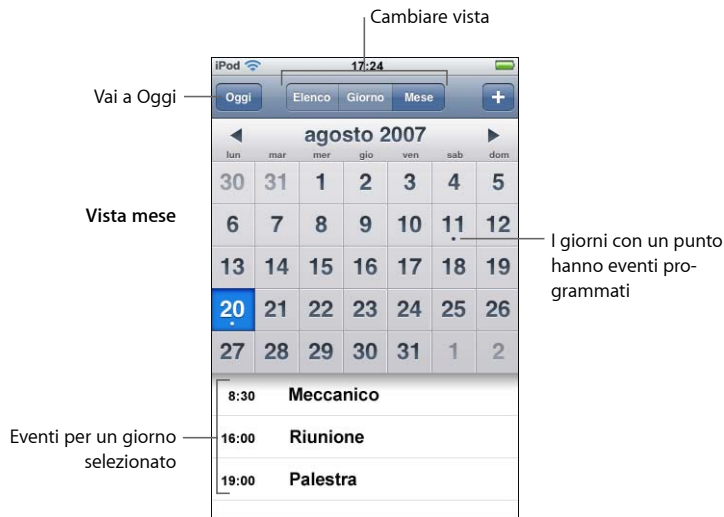 Cambiare vista
iPod 17:24
Vai a Oggi
Oggi Elenco Giorno Mese +
agosto 2007
lun mar mer gio ven sab dom
30 31 1 2 3 4 5
Vista mese
6 7 8 9 10 11 12
I giorni con un punto
hanno eventi pro-
grammati
13 14 15 16 17 18 19
20 21 22 23 24 25 26
27 28 29 30 31 1 2
8:30 Meccanico
Eventi per un giorno
selezionato
16:00 Riunione
19:00 Palestra